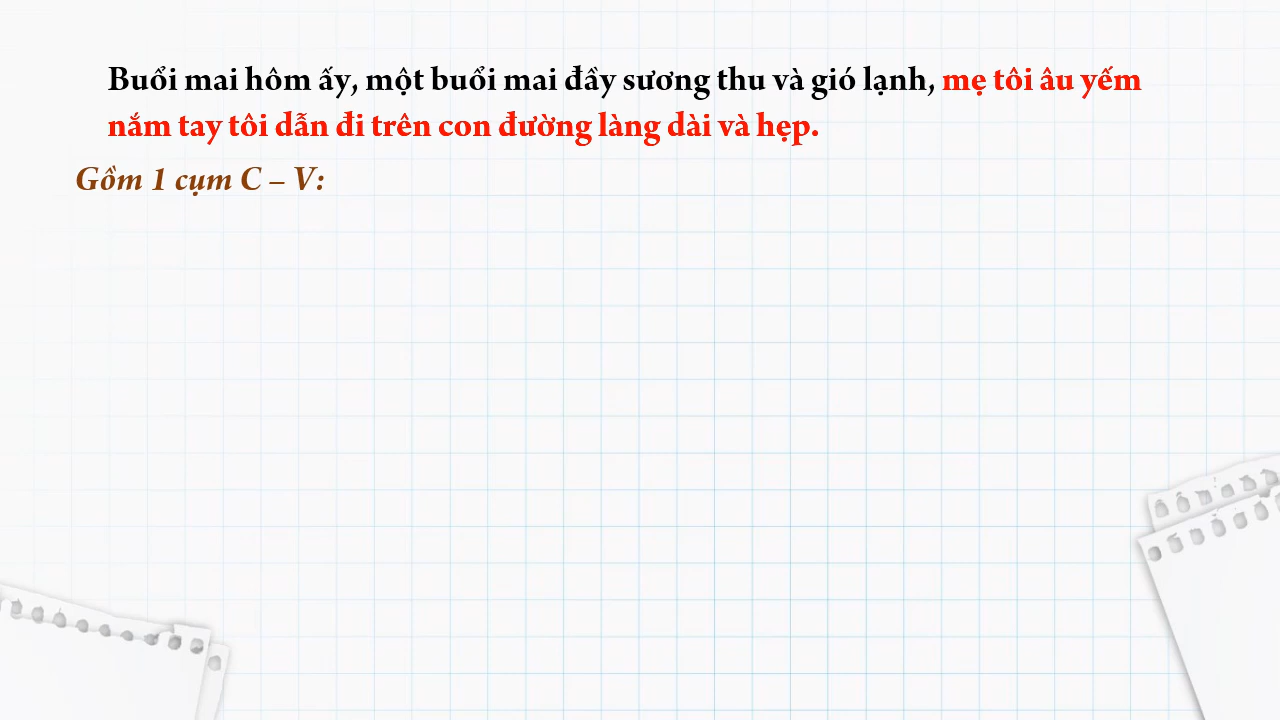 Buổi mai hôm ấy, một buổi mai đầy sương thu và gió lạnh, mẹ tôi âu yếm
nắm tay tôi dẫn đi trên con đường làng dài và hẹp.
Gồm 1 cụm C – V: